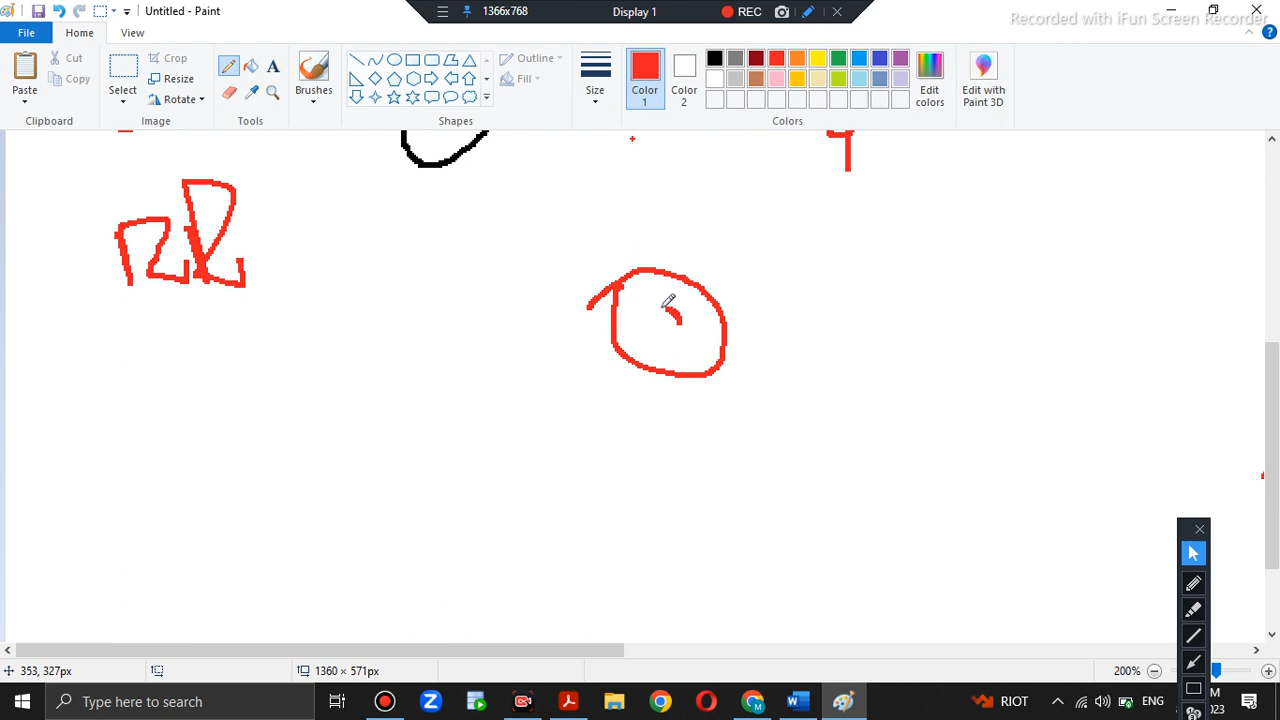 Untitled - Paint
1366x768
Display 1
REC
Recorded with iFun Screen Recorder
File
Home
View
Paste
Cut
Copy
Clipboard
Select
Crop
Resize
Rotate
Image
A
Tools
Brushes
Shapes
Outline
Fill
Size
Color 1
Color 2
Edit colors
Colors
Edit with Paint 3D
353, 327px
1360 × 571px
200%
Type here to search
RIOT
ENG